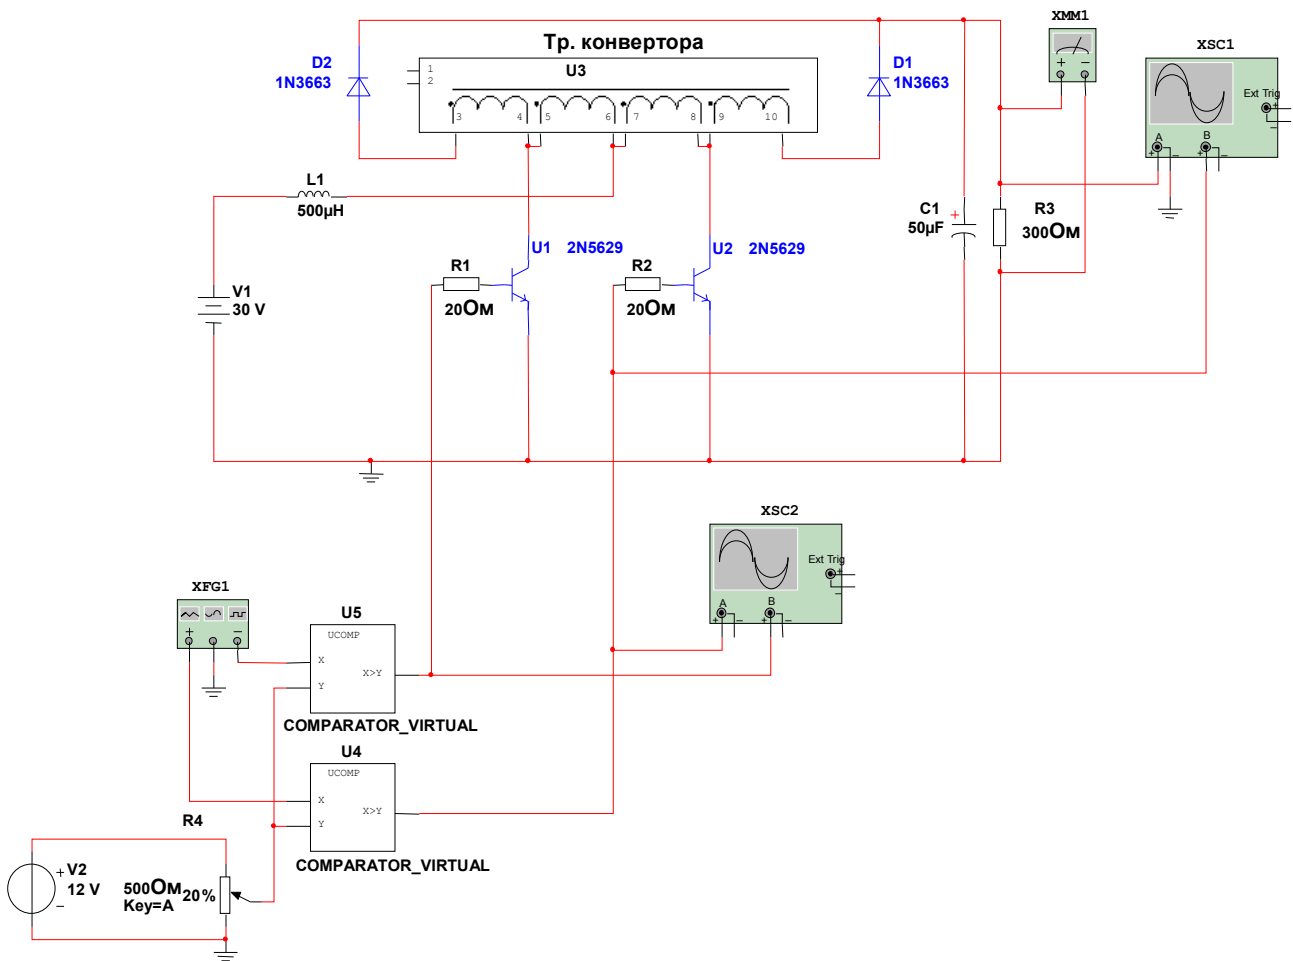 XMM1
XSC1
Тр. конвертора
D2
1N3663
U3
D1
1N3663
1
2
3 4 5 6 7 8 9 10
+ −
Ext Trig
+
−
A B
+ − + −
L1
500µH
C1
50µF
+
R3
300Ом
U1 2N5629
U2 2N5629
R1
20Ом
R2
20Ом
V1
30 V
XSC2
Ext Trig
+
−
A B
+ − + −
XFG1
+ −
U5
UCOMP
X
Y
X>Y
COMPARATOR_VIRTUAL
U4
UCOMP
X
Y
X>Y
COMPARATOR_VIRTUAL
R4
V2
12 V
+
−
500Ом 20%
Key=A